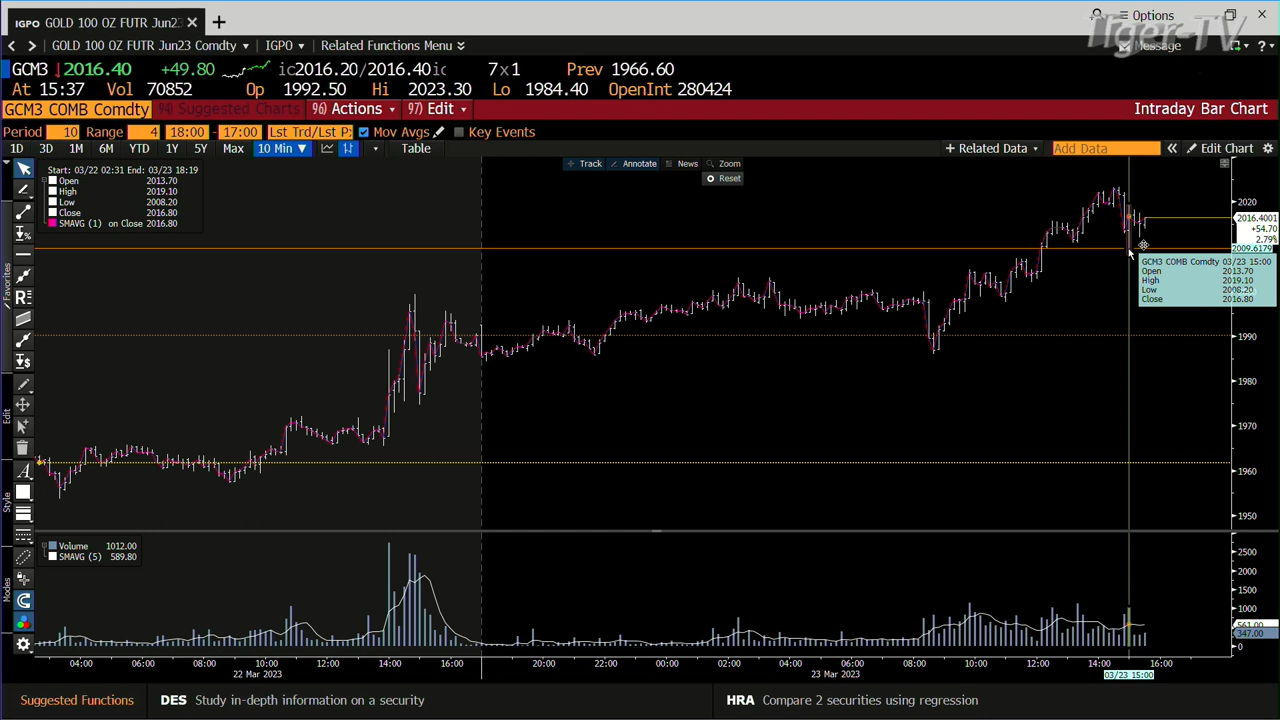 IGPO GOLD 100 OZ FUTR Jun23
Options
Tiger-TV
GOLD 100 OZ FUTR Jun23 Comdty IGPO Related Functions Menu Message
GCM3 2016.40 +49.80 ic2016.20/2016.40ic 7x1 Prev 1966.60
At 15:37 Vol 70852 Op 1992.50 Hi 2023.30 Lo 1984.40 OpenInt 280424
GCM3 COMB Comdty 94) Suggested Charts 96) Actions 97) Edit Intraday Bar Chart
Period 10 Range 4 18:00 - 17:00 Lst Trd/Lst P Mov Avgs Key Events
1D 3D 1M 6M YTD 1Y 5Y Max 10 Min Table + Related Data Add Data Edit Chart
Track Annotate News Zoom
Reset
Start: 03/22 02:31 End: 03/23 18:19
Open 2013.70
High 2019.10
Low 2008.20
Close 2016.80
SMAVG (1) on Close 2016.80
2020
2016.4001
+54.70
2.79%
2009.6179
GCM3 COMB Comdty 03/23 15:00
Open 2013.70
High 2019.10
Low 2008.20
Close 2016.80
1990
1980
1970
1960
1950
Favorites
Edit
Style
Modes
Volume 1012.00
SMAVG (5) 589.80
2500
2000
1500
1000
561.00
347.00
0
04:00 06:00 08:00 10:00 12:00 14:00 16:00 20:00 22:00 00:00 02:00 04:00 06:00 08:00 10:00 12:00 14:00 16:00
22 Mar 2023 23 Mar 2023 03/23 15:00
Suggested Functions DES Study in-depth information on a security HRA Compare 2 securities using regression